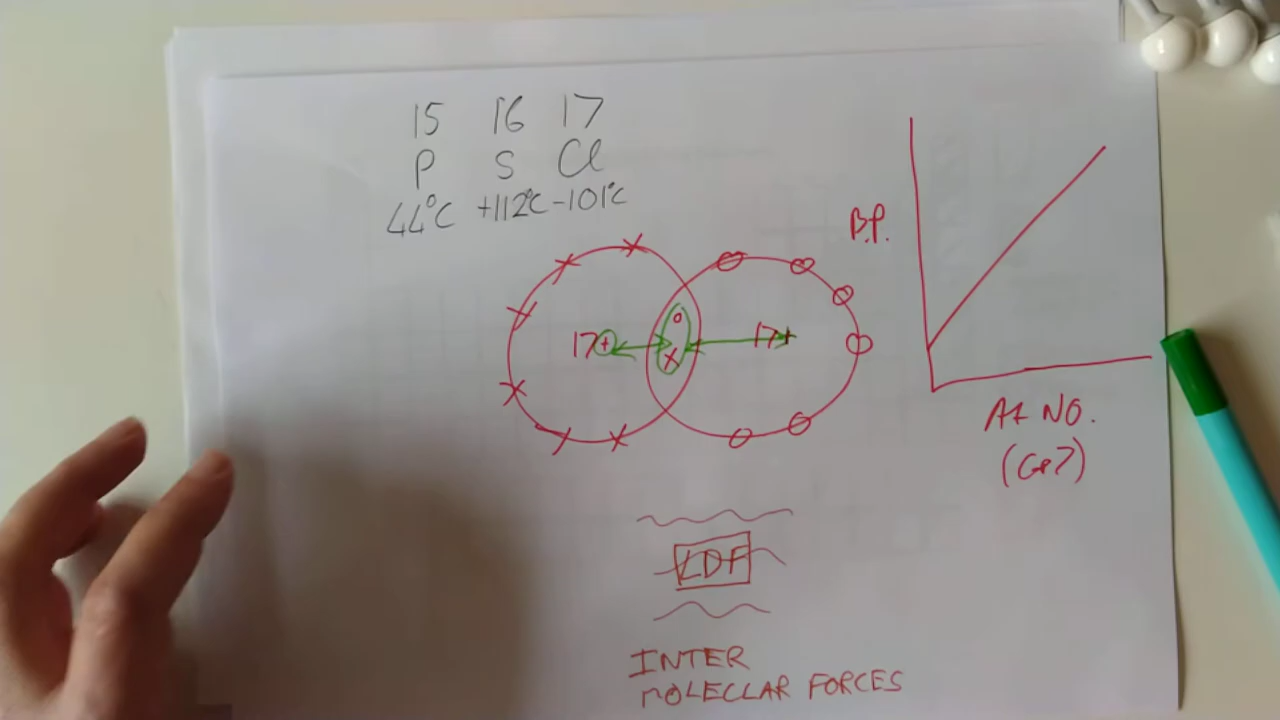 15 16 17
P S Cl
44°C +112°C -101°C
B.P.
17+ 17+
At NO.
(Gp7)
LDF
INTER
MOLECLAR FORCES